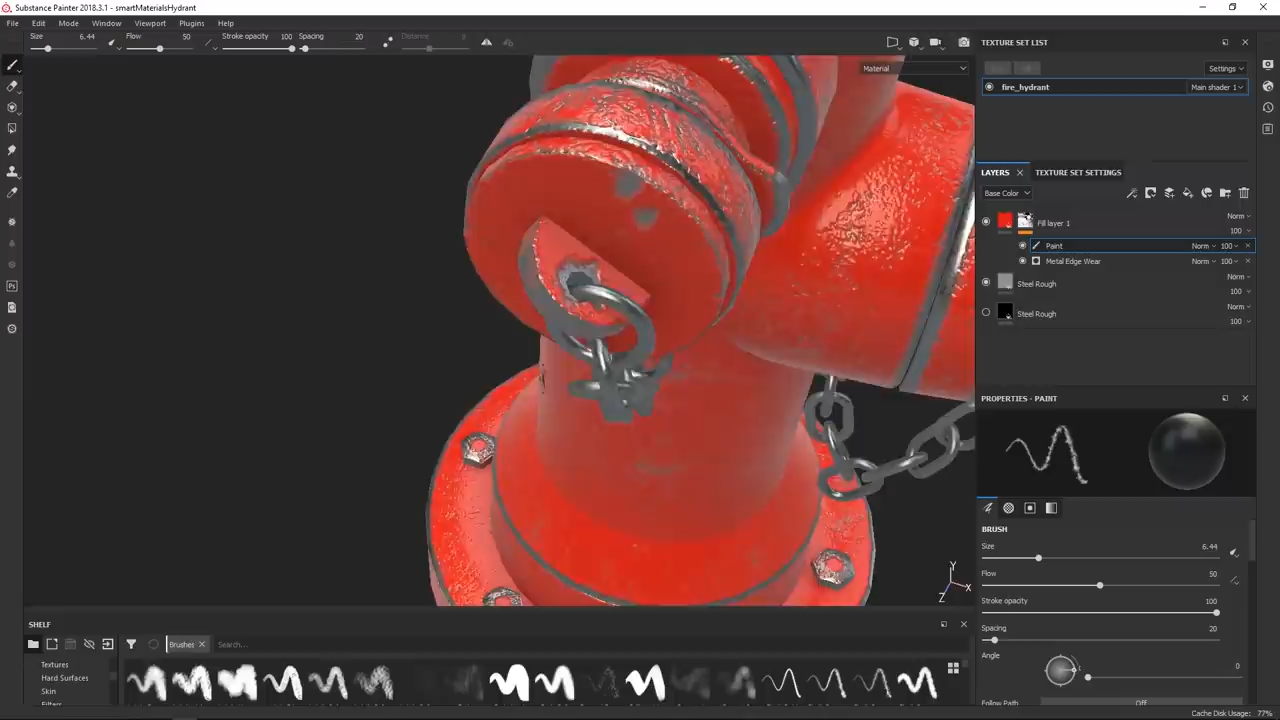 Substance Painter 2018.3.1 - smartMaterialsHydrant
File Edit Mode Window Viewport Plugins Help
Size 6.44 Flow 50 Stroke opacity 100 Spacing 20 Distance
Material
TEXTURE SET LIST
Settings
fire_hydrant Main shader 1
LAYERS TEXTURE SET SETTINGS
Base Color
Fill layer 1 Norm 100
Paint Norm 100
Metal Edge Wear Norm 100
Steel Rough Norm 100
Steel Rough Norm 100
PROPERTIES - PAINT
BRUSH
Size 6.44
Flow 50
Stroke opacity 100
Spacing 20
Angle 0
Follow Path Off
Y
X
Z
SHELF
Brushes Search...
Textures
Hard Surfaces
Skin
Filters
Ps
Cache Disk Usage: 77%